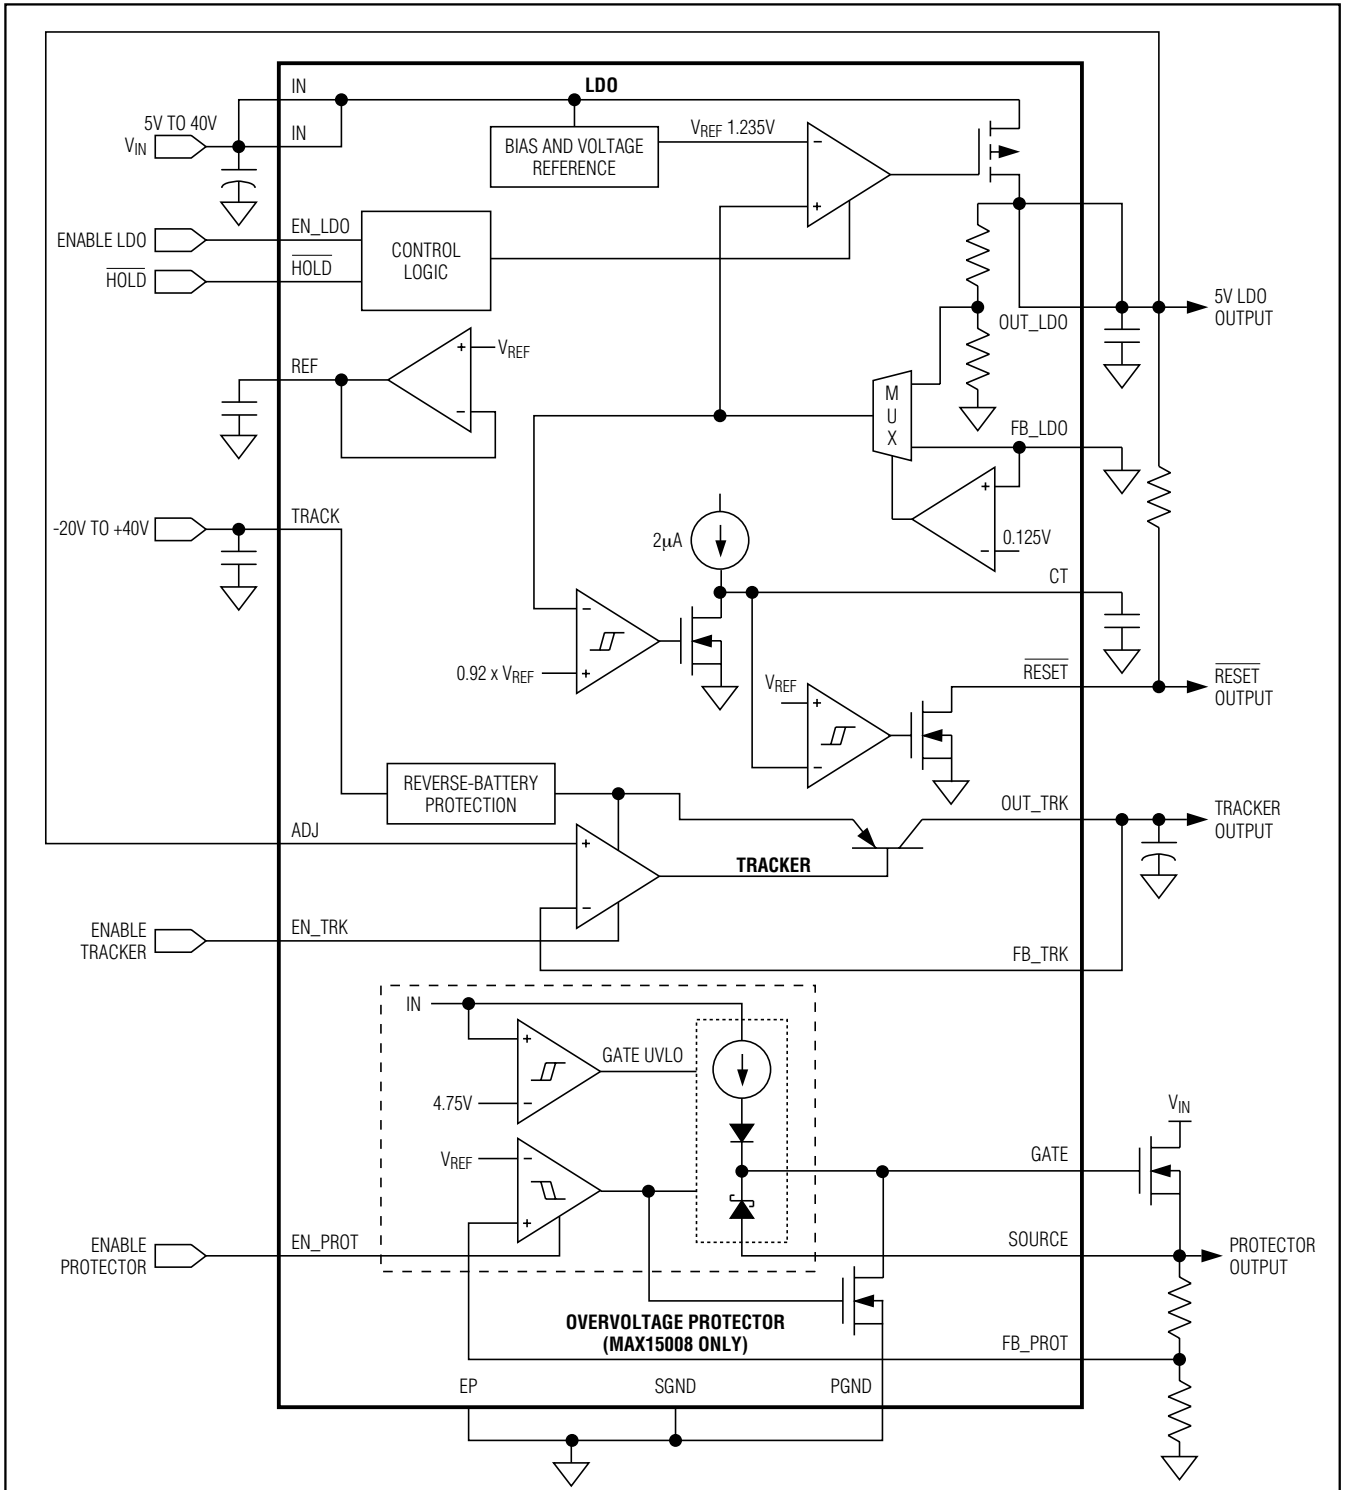 LDO
IN
5V TO 40V
IN
VIN
BIAS AND VOLTAGE
REFERENCE
VREF 1.235V
−
+
ENABLE LDO
EN_LDO
HOLD
HOLD
CONTROL
LOGIC
5V LDO
OUTPUT
OUT_LDO
REF
+
VREF
−
M
U
X
FB_LDO
+
0.125V
−
-20V TO +40V
TRACK
2µA
CT
−
0.92 x VREF
+
RESET
RESET
OUTPUT
VREF
+
−
REVERSE-BATTERY
PROTECTION
OUT_TRK
TRACKER
OUTPUT
ADJ
+
TRACKER
−
ENABLE
TRACKER
EN_TRK
FB_TRK
IN
+
GATE UVLO
4.75V
−
VIN
VREF
−
GATE
+
ENABLE
PROTECTOR
EN_PROT
SOURCE
PROTECTOR
OUTPUT
OVERVOLTAGE PROTECTOR
(MAX15008 ONLY)
FB_PROT
EP
SGND
PGND